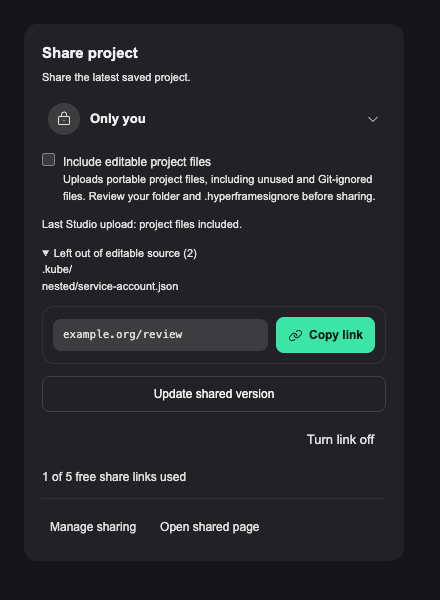 Share project
Share the latest saved project.
Only you
Include editable project files
Uploads portable project files, including unused and Git-ignored
files. Review your folder and .hyperframesignore before sharing.
Last Studio upload: project files included.
▼ Left out of editable source (2)
.kube/
nested/service-account.json
example.org/review
Copy link
Update shared version
Turn link off
1 of 5 free share links used
Manage sharing
Open shared page